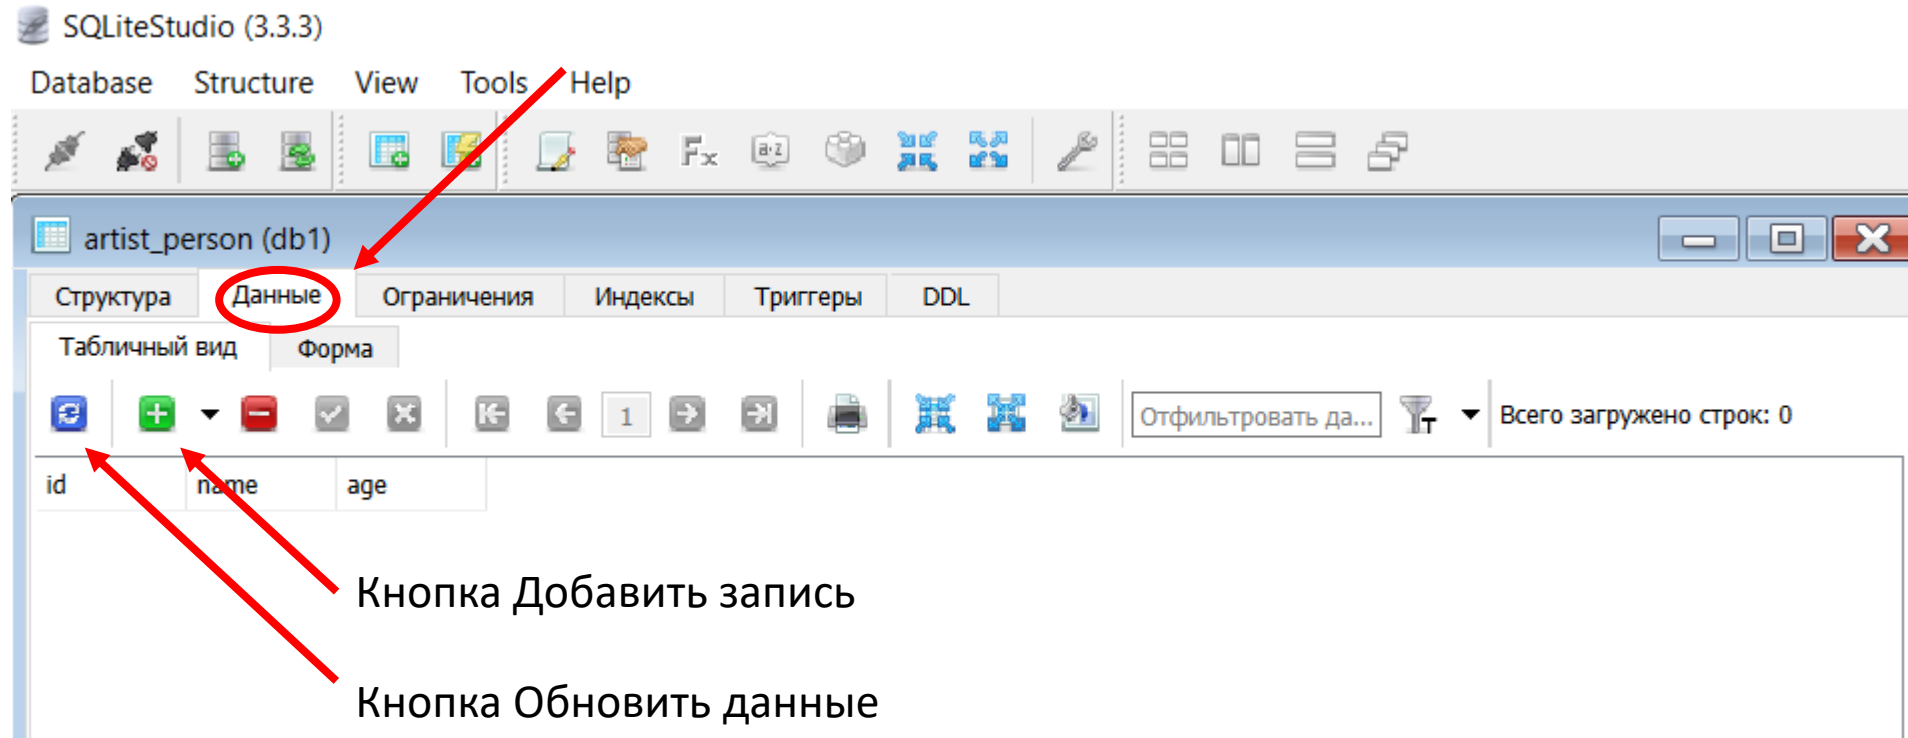 SQLiteStudio (3.3.3)
Database Structure View Tools Help
Fx a·z
artist_person (db1)
Структура Данные Ограничения Индексы Триггеры DDL
Табличный вид Форма
1 Отфильтровать да... T Всего загружено строк: 0
id name age
Кнопка Добавить запись
Кнопка Обновить данные